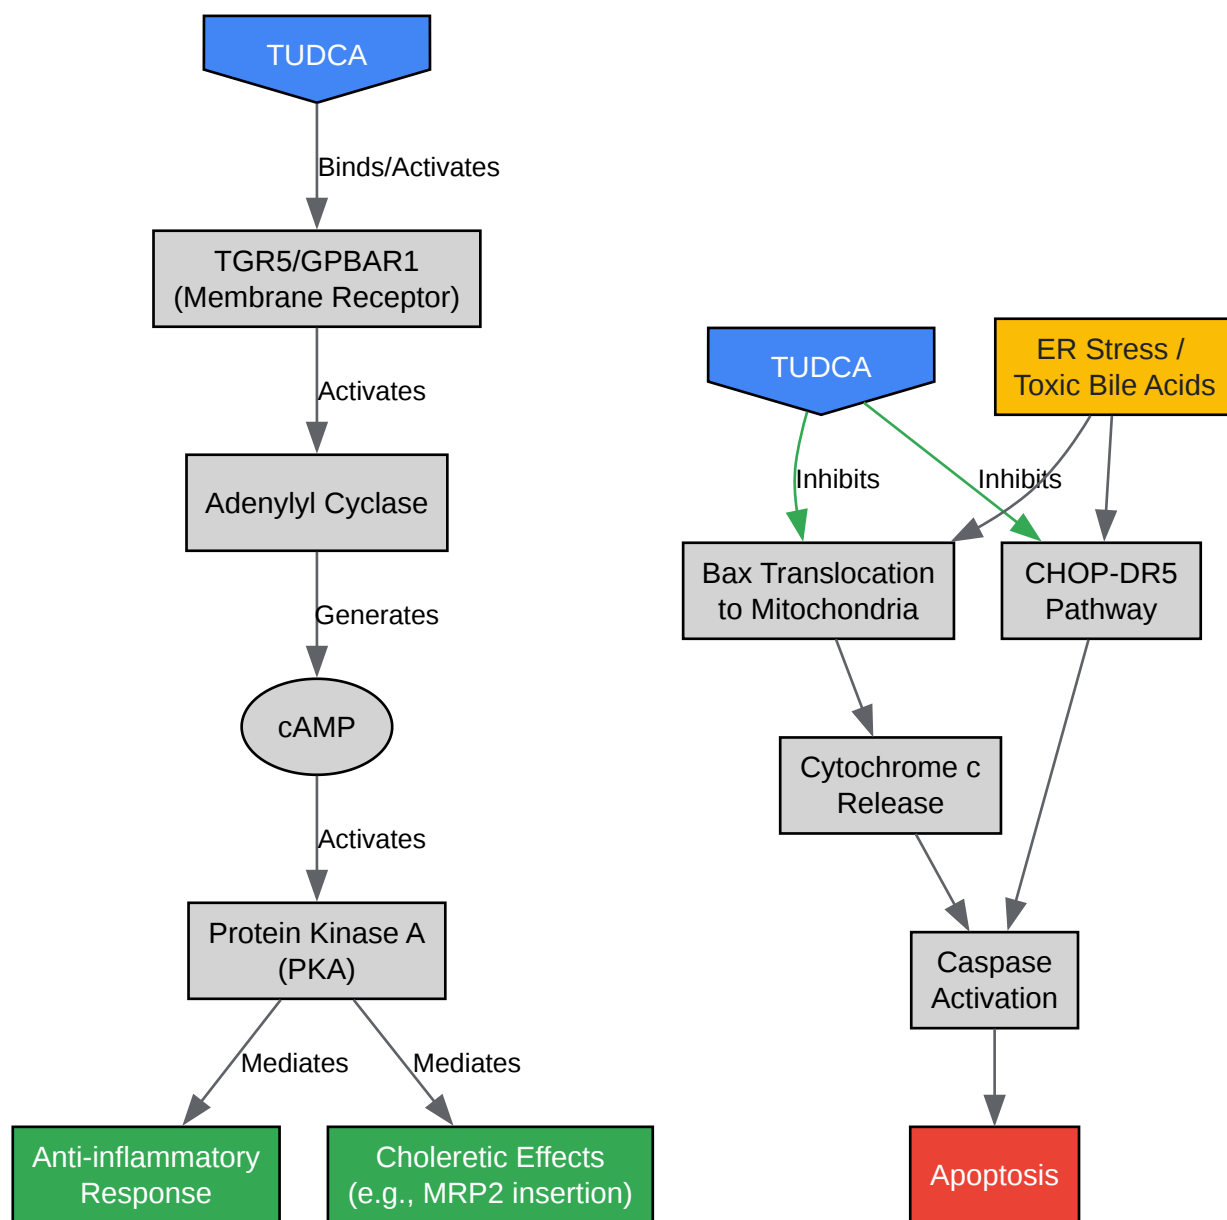 TUDCA
Binds/Activates
TGR5/GPBAR1
(Membrane Receptor)
Activates
Adenylyl Cyclase
Generates
cAMP
Activates
Protein Kinase A
(PKA)
Mediates
Mediates
Anti-inflammatory
Response
Choleretic Effects
(e.g., MRP2 insertion)
TUDCA
ER Stress /
Toxic Bile Acids
Inhibits
Inhibits
Bax Translocation
to Mitochondria
CHOP-DR5
Pathway
Cytochrome c
Release
Caspase
Activation
Apoptosis